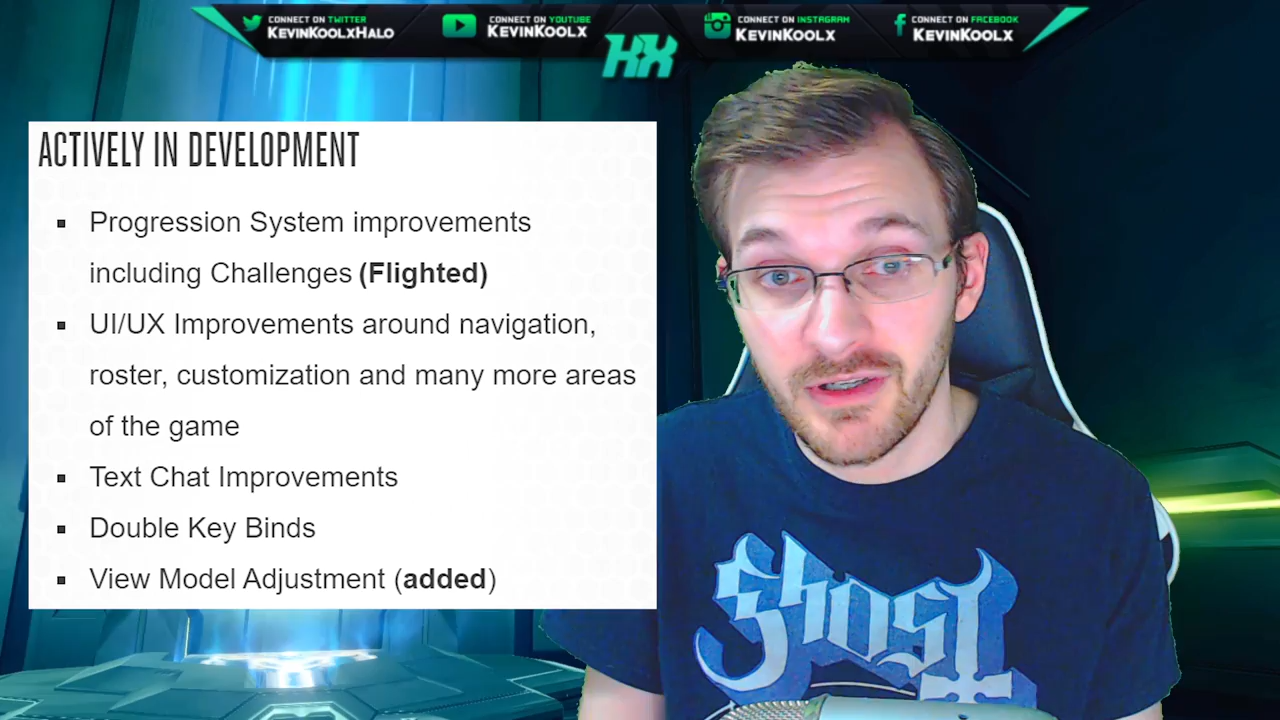 CONNECT ON TWITTER
KEVINKOOLXHALO
CONNECT ON YOUTUBE
KEVINKOOLX
KX
CONNECT ON INSTAGRAM
KEVINKOOLX
CONNECT ON FACEBOOK
KEVINKOOLX
ACTIVELY IN DEVELOPMENT
▪ Progression System improvements
including Challenges (Flighted)
▪ UI/UX Improvements around navigation,
roster, customization and many more areas
of the game
▪ Text Chat Improvements
▪ Double Key Binds
▪ View Model Adjustment (added)
Ghost